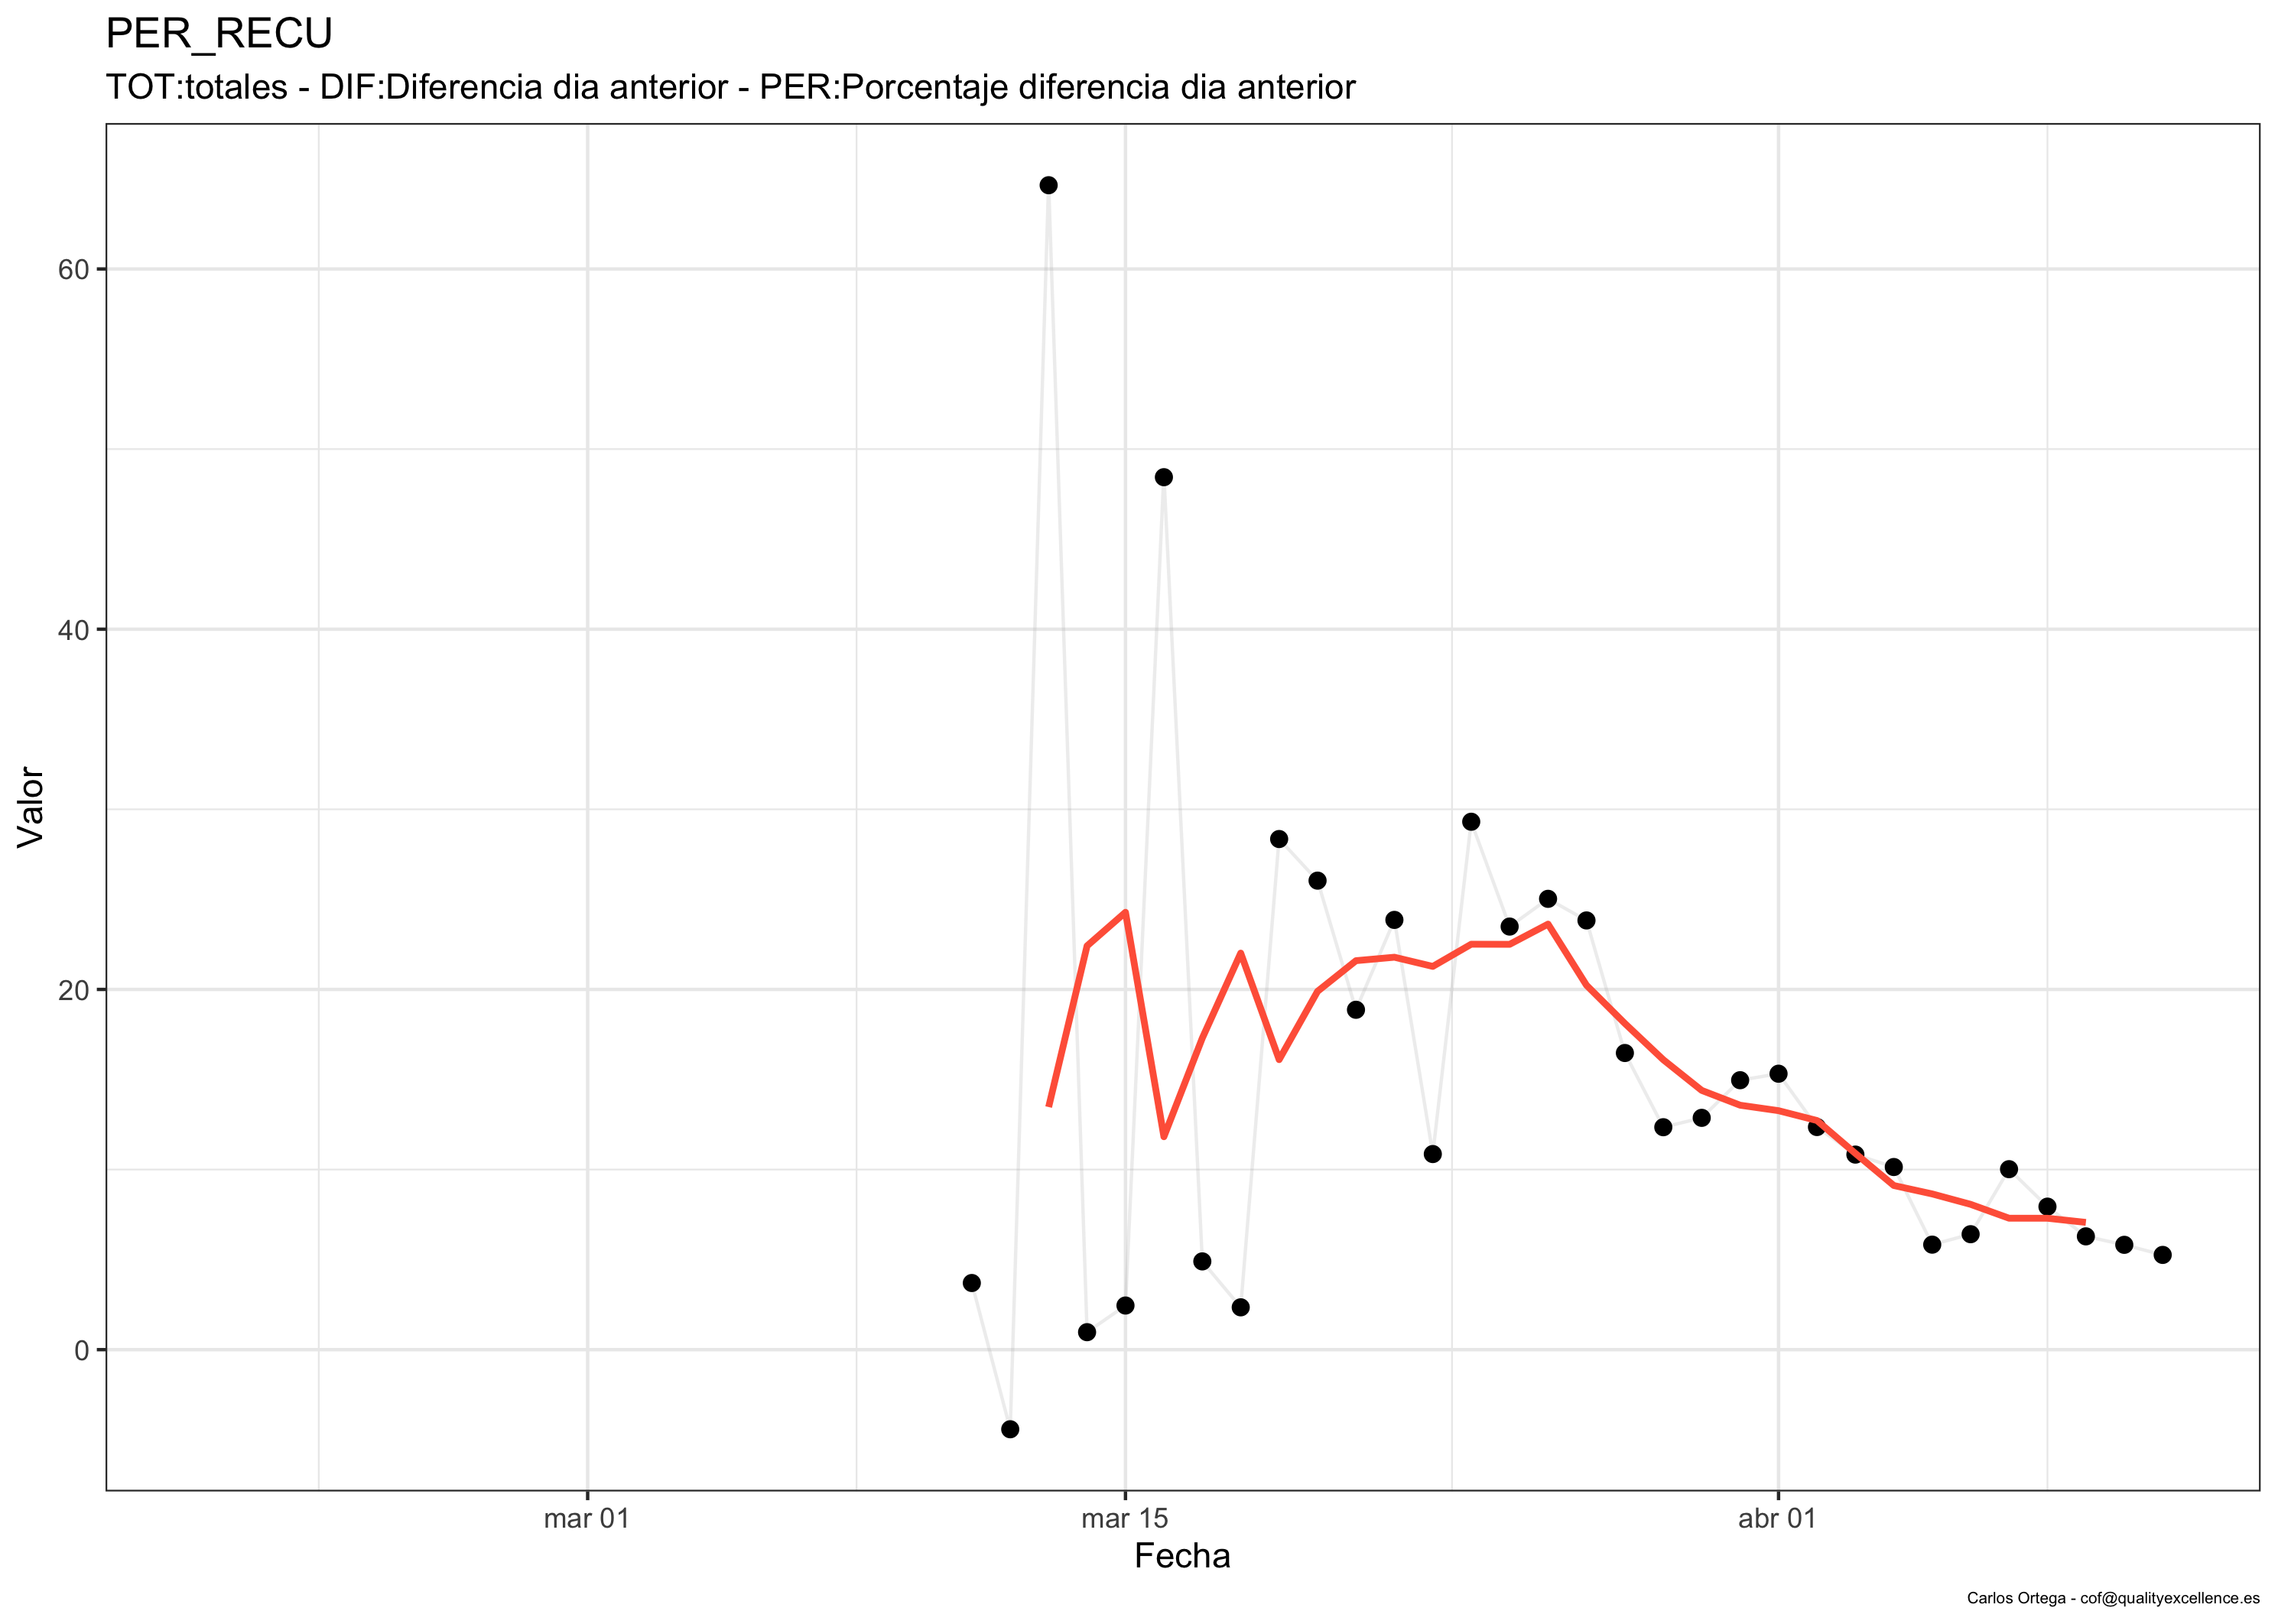 PER_RECU
TOT:totales - DIF:Diferencia dia anterior - PER:Porcentaje diferencia dia anterior
Valor
60
40
20
0
mar 01
mar 15
abr 01
Fecha
Carlos Ortega - cof@qualityexcellence.es